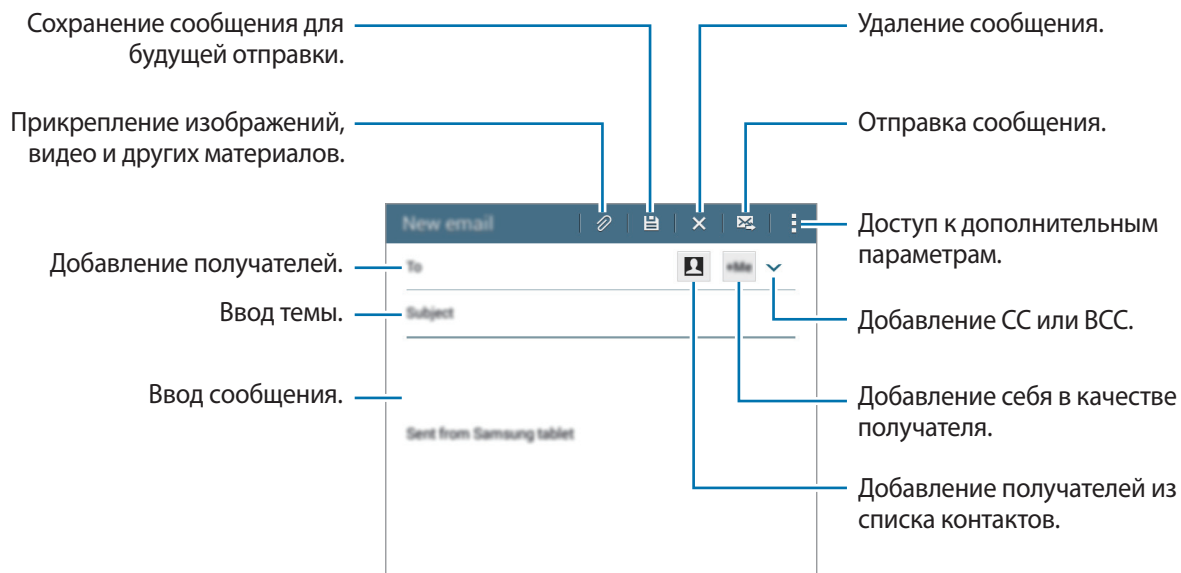 Сохранение сообщения для
будущей отправки.
Удаление сообщения.
Прикрепление изображений,
видео и других материалов.
Отправка сообщения.
New email
Доступ к дополнительным
параметрам.
Добавление получателей.
To
+Me
Ввод темы.
Subject
Добавление CC или BCC.
Ввод сообщения.
Добавление себя в качестве
получателя.
Sent from Samsung tablet
Добавление получателей из
списка контактов.